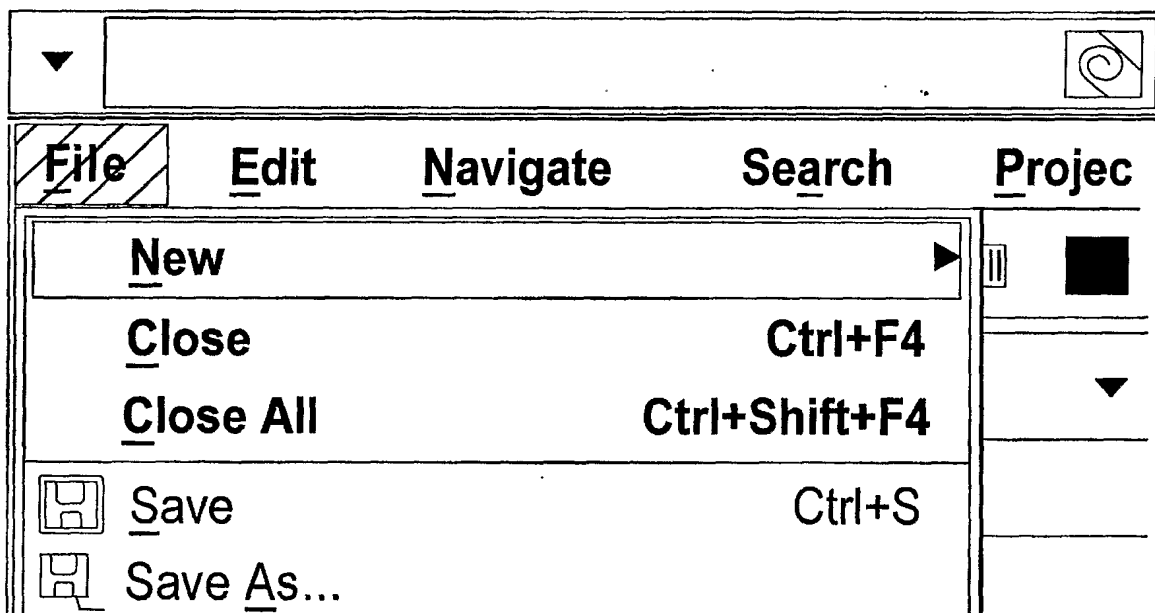 File Edit Navigate Search Projec
New
Close Ctrl+F4
Close All Ctrl+Shift+F4
Save Ctrl+S
Save As...